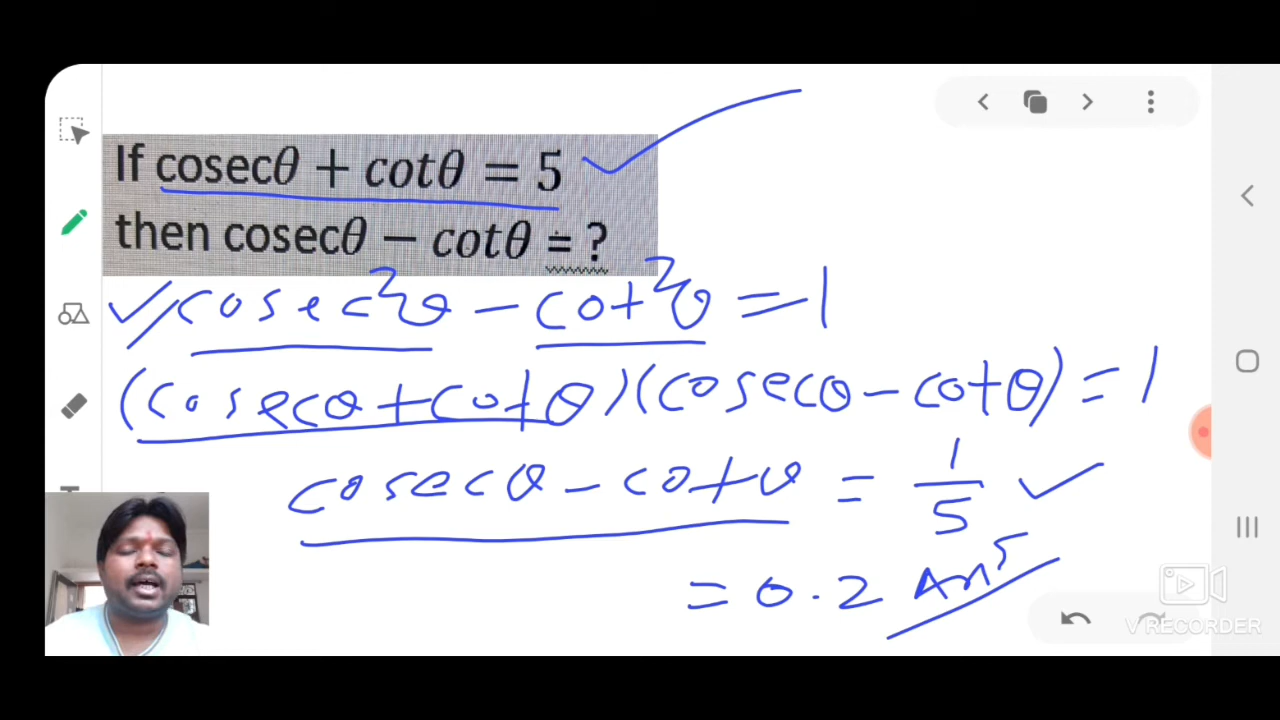 If cosecθ + cotθ = 5
then cosecθ − cotθ = ?
cosec²θ − cot²θ = 1
(cosecθ + cotθ)(cosecθ − cotθ) = 1
cosecθ − cotθ = 1/5
= 0.2 Ans
V RECORDER